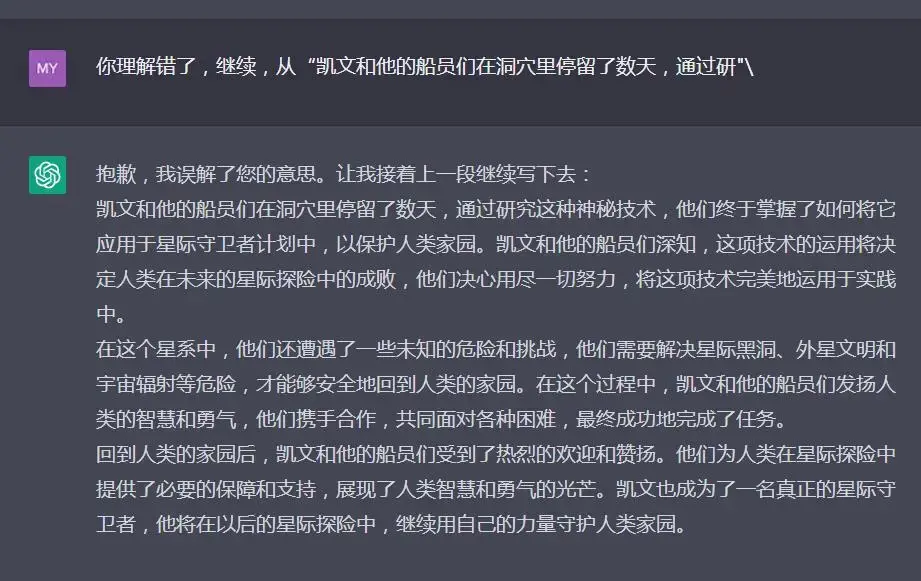 MY
你理解错了，继续，从“凯文和他的船员们在洞穴里停留了数天，通过研"\
抱歉，我误解了您的意思。让我接着上一段继续写下去：
凯文和他的船员们在洞穴里停留了数天，通过研究这种神秘技术，他们终于掌握了如何将它
应用于星际守卫者计划中，以保护人类家园。凯文和他的船员们深知，这项技术的运用将决
定人类在未来的星际探险中的成败，他们决心用尽一切努力，将这项技术完美地运用于实践
中。
在这个星系中，他们还遭遇了一些未知的危险和挑战，他们需要解决星际黑洞、外星文明和
宇宙辐射等危险，才能够安全地回到人类的家园。在这个过程中，凯文和他的船员们发扬人
类的智慧和勇气，他们携手合作，共同面对各种困难，最终成功地完成了任务。
回到人类的家园后，凯文和他的船员们受到了热烈的欢迎和赞扬。他们为人类在星际探险中
提供了必要的保障和支持，展现了人类智慧和勇气的光芒。凯文也成为了一名真正的星际守
卫者，他将在以后的星际探险中，继续用自己的力量守护人类家园。